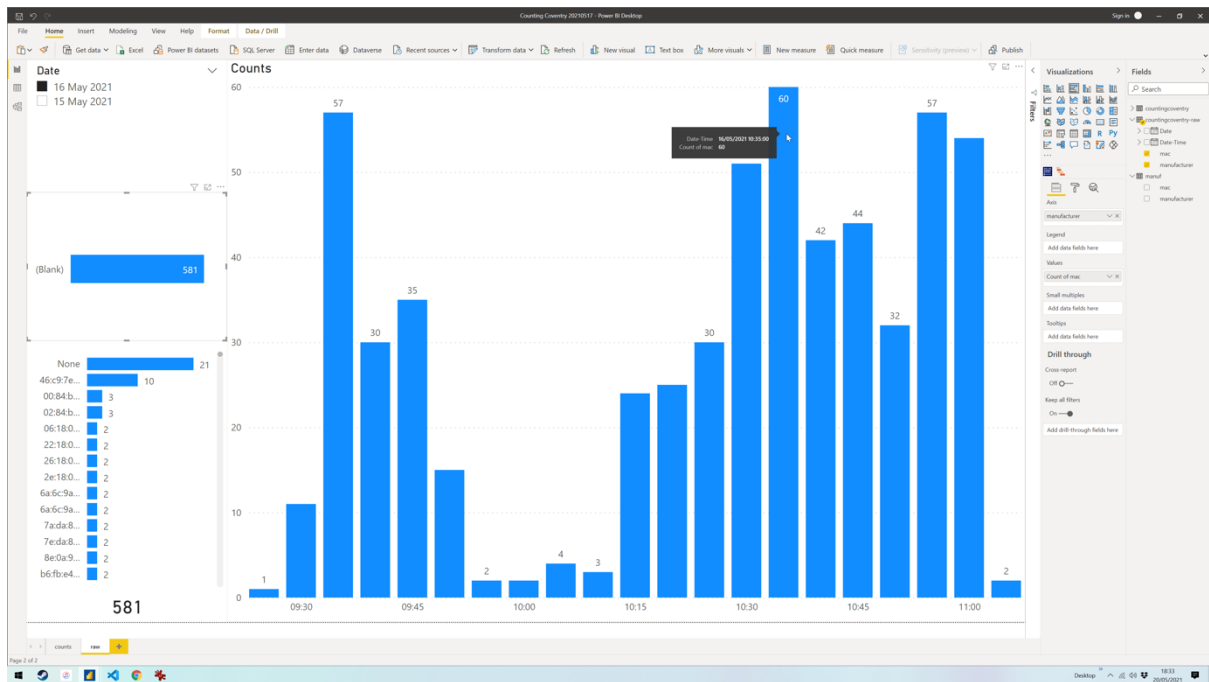 Counting Coventry 20210517 - Power BI Desktop
Sign in
File Home Insert Modeling View Help Format Data / Drill
Get data Excel Power BI datasets SQL Server Enter data Dataverse Recent sources Transform data Refresh New visual Text box More visuals New measure Quick measure Sensitivity (preview) Publish
Date
16 May 2021
15 May 2021
(Blank) 581
None 21
46:c9:7e... 10
00:84:b... 3
02:84:b... 3
06:18:0... 2
22:18:0... 2
26:18:0... 2
2e:18:0... 2
6a:6c:9a... 2
6a:6c:9a... 2
7a:da:8... 2
7e:da:8... 2
8e:0a:9... 2
b6:fb:e4... 2
581
Counts
60
50
40
30
20
10
0
1 57 30 35 2 4 3 30 60 42 44 32 57 2
Date-Time 16/05/2021 10:35:00
Count of mac 60
09:30 09:45 10:00 10:15 10:30 10:45 11:00
Filters
Visualizations
R Py
Axis
manufacturer
Legend
Add data fields here
Values
Count of mac
Small multiples
Add data fields here
Tooltips
Add data fields here
Drill through
Cross-report
Off
Keep all filters
On
Add drill-through fields here
Fields
Search
countingcoventry
countingcoventry-raw
Date
Date-Time
mac
manufacturer
manuf
mac
manufacturer
counts raw
Page 2 of 2
Desktop
18:33
20/05/2021